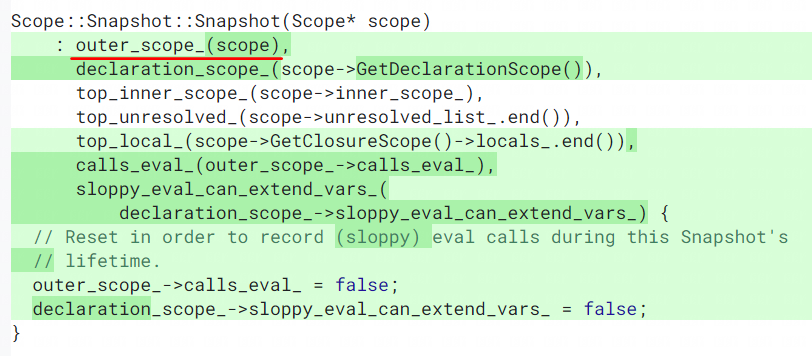 Scope::Snapshot::Snapshot(Scope* scope)
    : outer_scope_(scope),
      declaration_scope_(scope->GetDeclarationScope()),
      top_inner_scope_(scope->inner_scope_),
      top_unresolved_(scope->unresolved_list_.end()),
      top_local_(scope->GetClosureScope()->locals_.end()),
      calls_eval_(outer_scope_->calls_eval_),
      sloppy_eval_can_extend_vars_(
          declaration_scope_->sloppy_eval_can_extend_vars_) {
  // Reset in order to record (sloppy) eval calls during this Snapshot's
  // lifetime.
  outer_scope_->calls_eval_ = false;
  declaration_scope_->sloppy_eval_can_extend_vars_ = false;
}